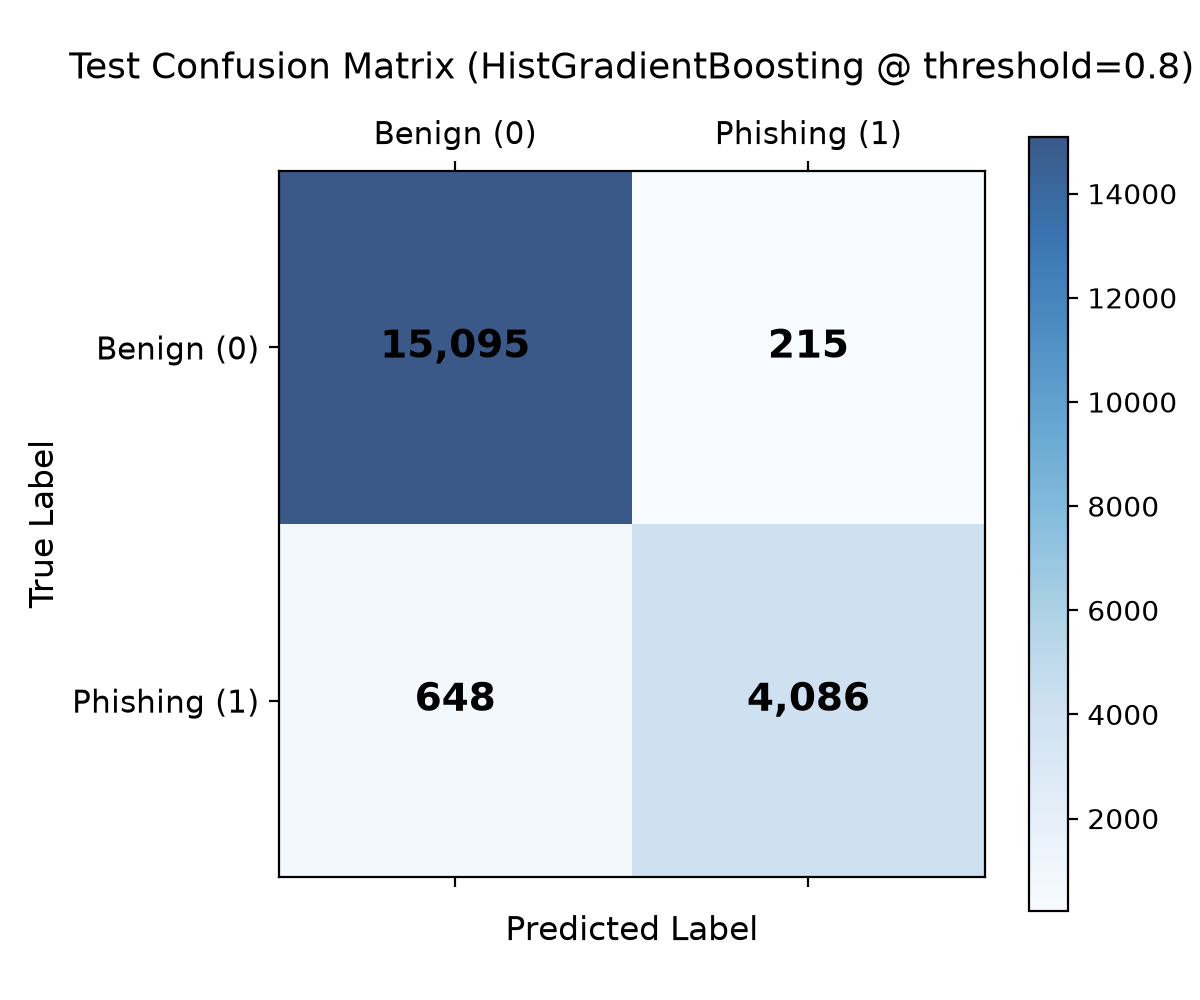 Test Confusion Matrix (HistGradientBoosting @ threshold=0.8)
Benign (0) Phishing (1)
Benign (0) 15,095 215
Phishing (1) 648 4,086
True Label
Predicted Label
14000
12000
10000
8000
6000
4000
2000